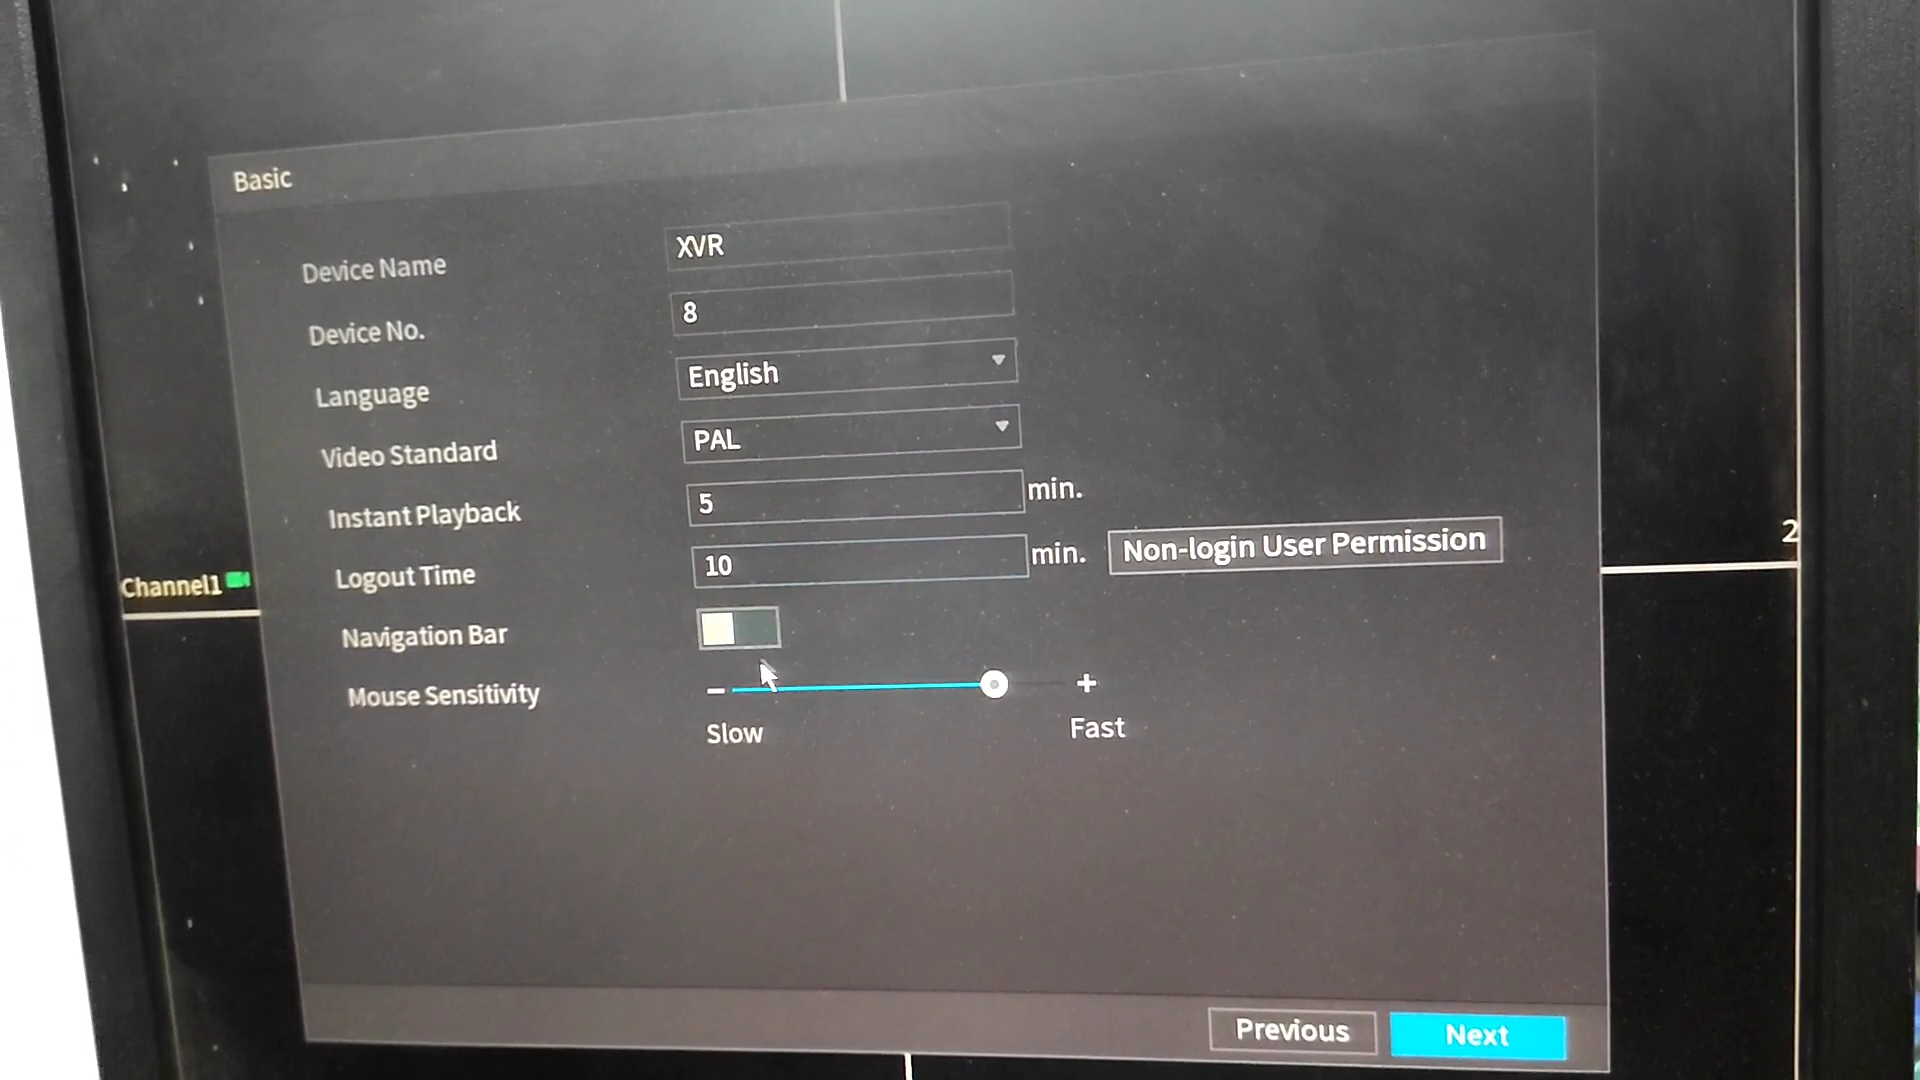 Basic
Device Name XVR
Device No. 8
Language English
Video Standard PAL
Instant Playback 5 min.
Logout Time 10 min. Non-login User Permission
Navigation Bar
Mouse Sensitivity - +
Slow Fast
Previous Next
Channel1
2